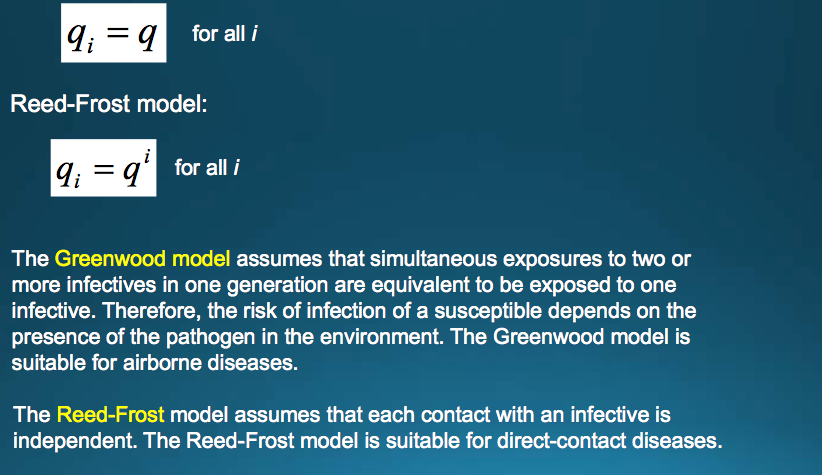 qᵢ = q for all i
Reed-Frost model:
qᵢ = qⁱ for all i
The Greenwood model assumes that simultaneous exposures to two or
more infectives in one generation are equivalent to be exposed to one
infective. Therefore, the risk of infection of a susceptible depends on the
presence of the pathogen in the environment. The Greenwood model is
suitable for airborne diseases.
The Reed-Frost model assumes that each contact with an infective is
independent. The Reed-Frost model is suitable for direct-contact diseases.